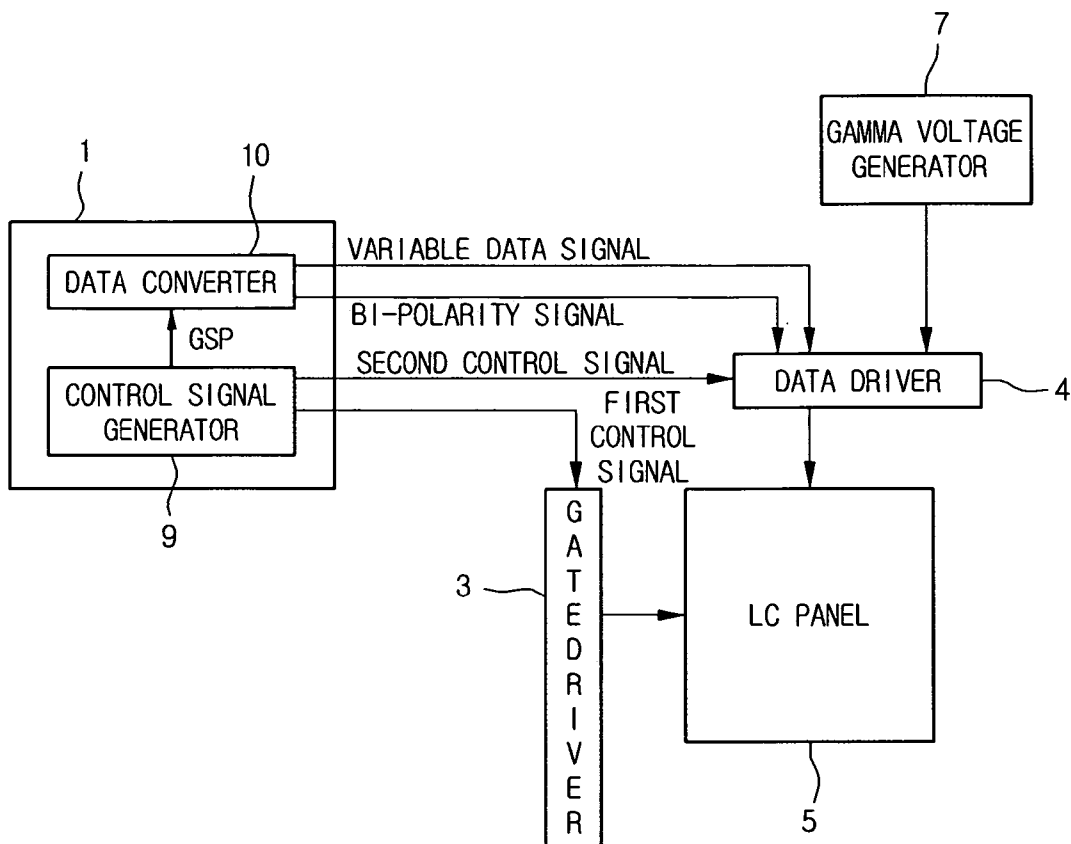 7
GAMMA VOLTAGE
GENERATOR
1
10
DATA CONVERTER
VARIABLE DATA SIGNAL
BI-POLARITY SIGNAL
GSP
CONTROL SIGNAL
GENERATOR
SECOND CONTROL SIGNAL
DATA DRIVER
4
FIRST
CONTROL
SIGNAL
9
3
G
A
T
E
D
R
I
V
E
R
LC PANEL
5